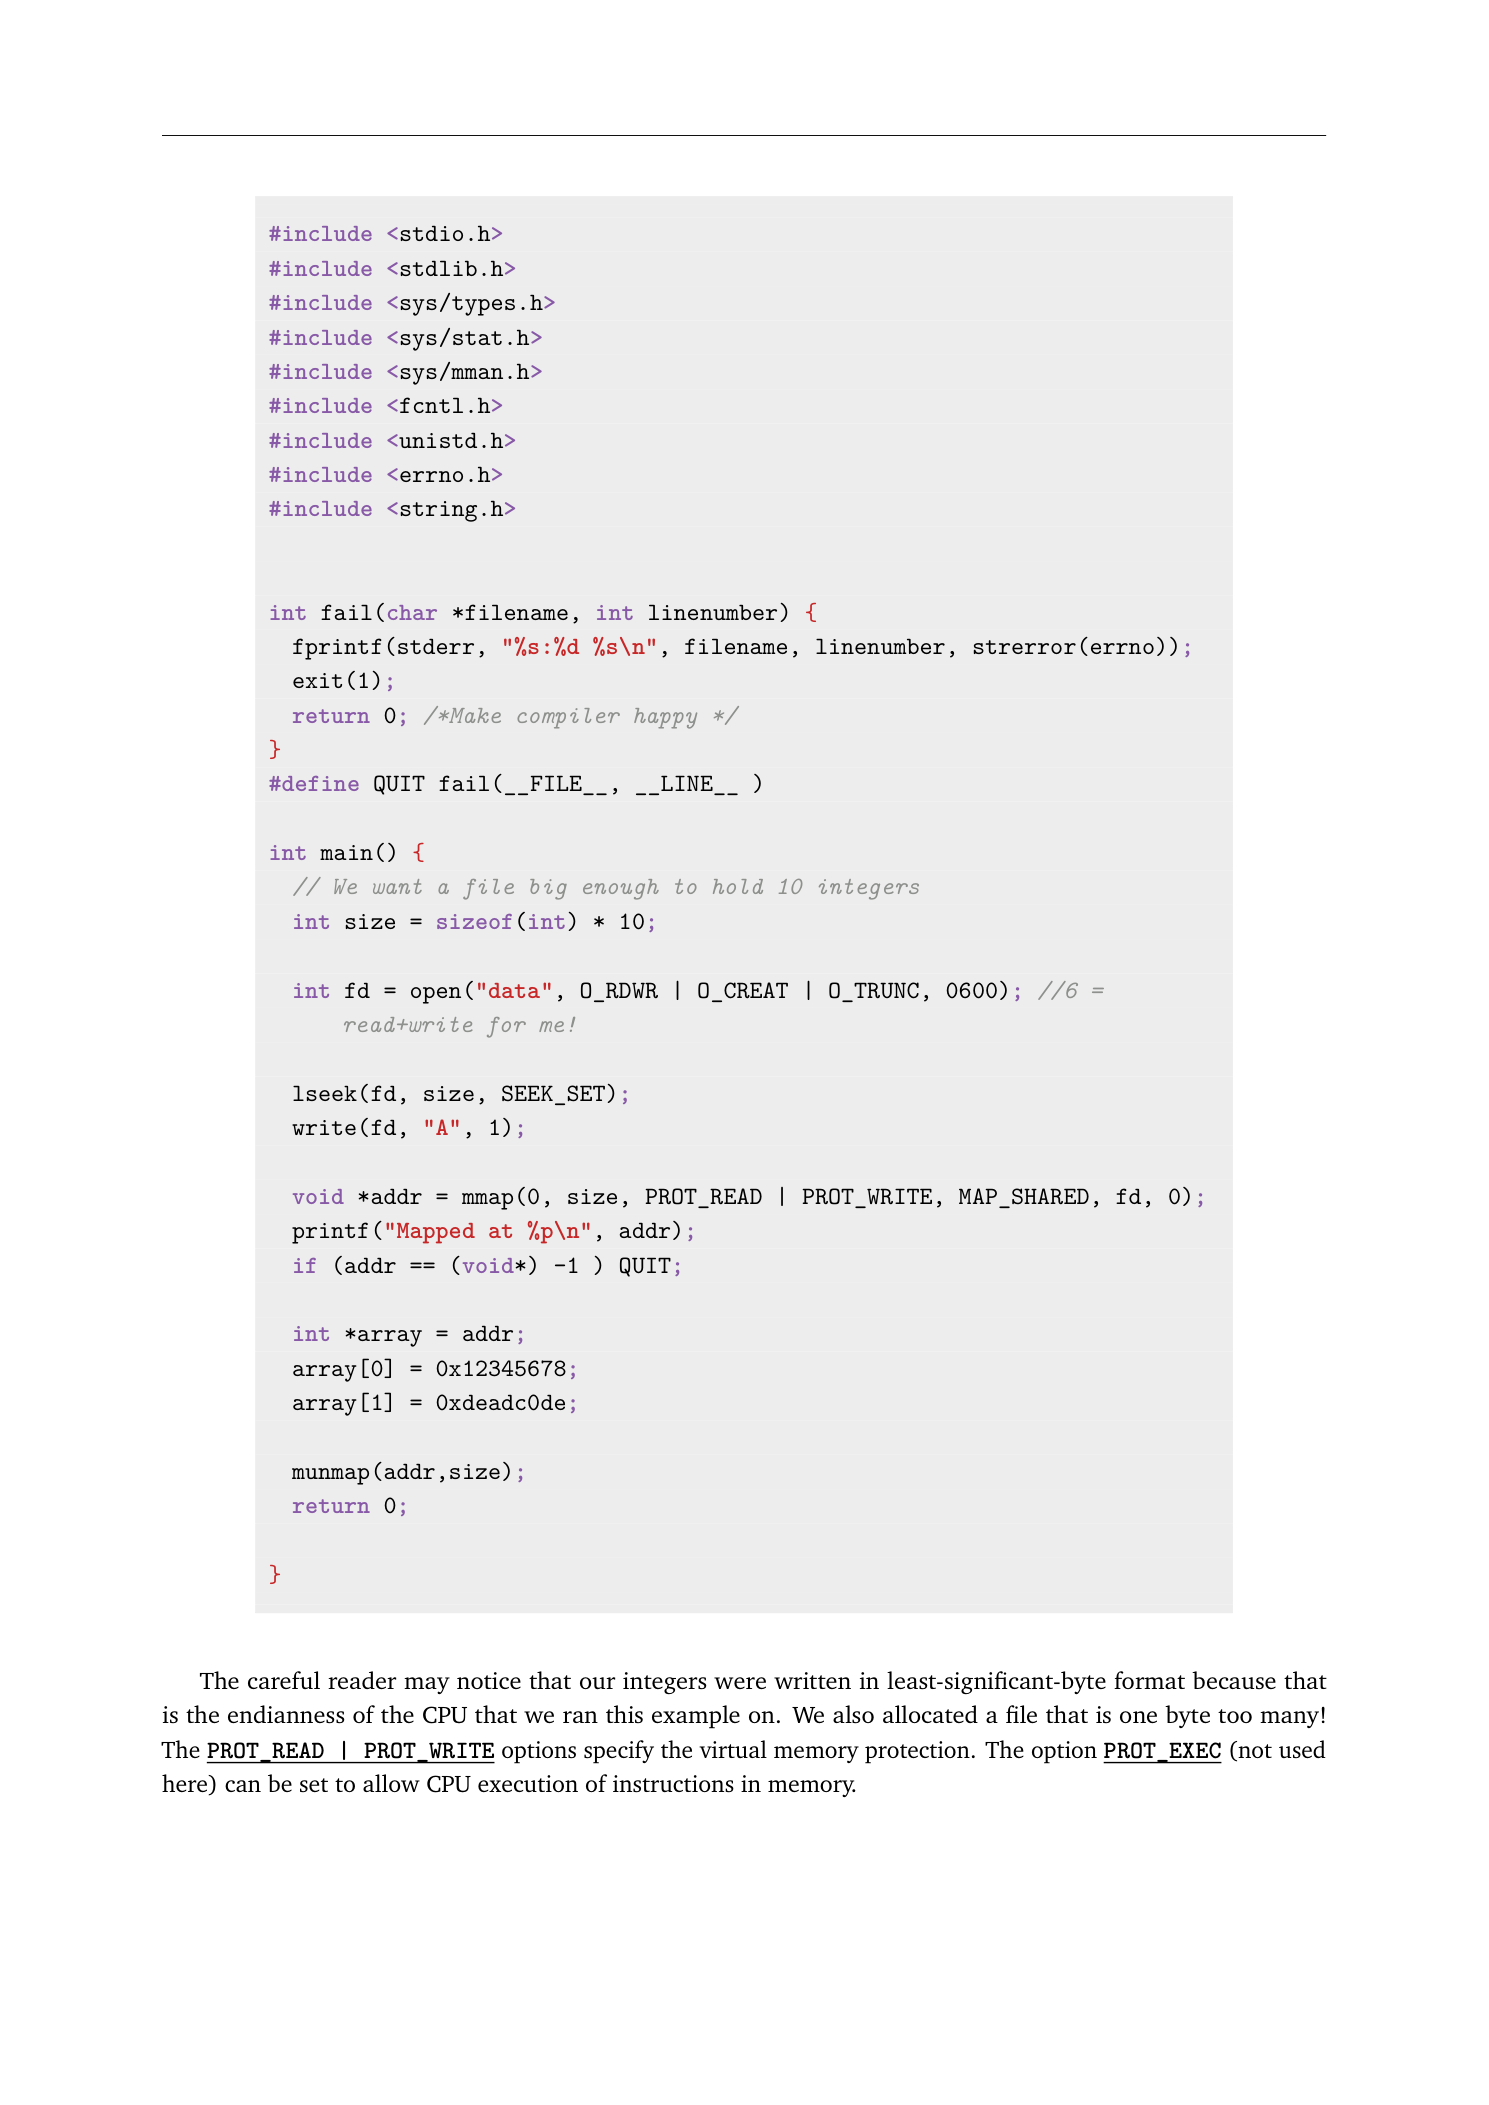 #include <stdio.h>
#include <stdlib.h>
#include <sys/types.h>
#include <sys/stat.h>
#include <sys/mman.h>
#include <fcntl.h>
#include <unistd.h>
#include <errno.h>
#include <string.h>
int fail(char *filename, int linenumber) {
fprintf(stderr, "%s:%d %s\n", filename, linenumber, strerror(errno));
exit(1);
return 0; /*Make compiler happy */
}
#define QUIT fail(__FILE__, __LINE__ )
int main() {
// We want a file big enough to hold 10 integers
int size = sizeof(int) * 10;
int fd = open("data", O_RDWR | O_CREAT | O_TRUNC, 0600); //6 =
read+write for me!
lseek(fd, size, SEEK_SET);
write(fd, "A", 1);
void *addr = mmap(0, size, PROT_READ | PROT_WRITE, MAP_SHARED, fd, 0);
printf("Mapped at %p\n", addr);
if (addr == (void*) -1 ) QUIT;
int *array = addr;
array[0] = 0x12345678;
array[1] = 0xdeadc0de;
munmap(addr,size);
return 0;
}
The careful reader may notice that our integers were written in least-significant-byte format because that
is the endianness of the CPU that we ran this example on. We also allocated a file that is one byte too many!
The PROT_READ | PROT_WRITE options specify the virtual memory protection. The option PROT_EXEC (not used
here) can be set to allow CPU execution of instructions in memory.